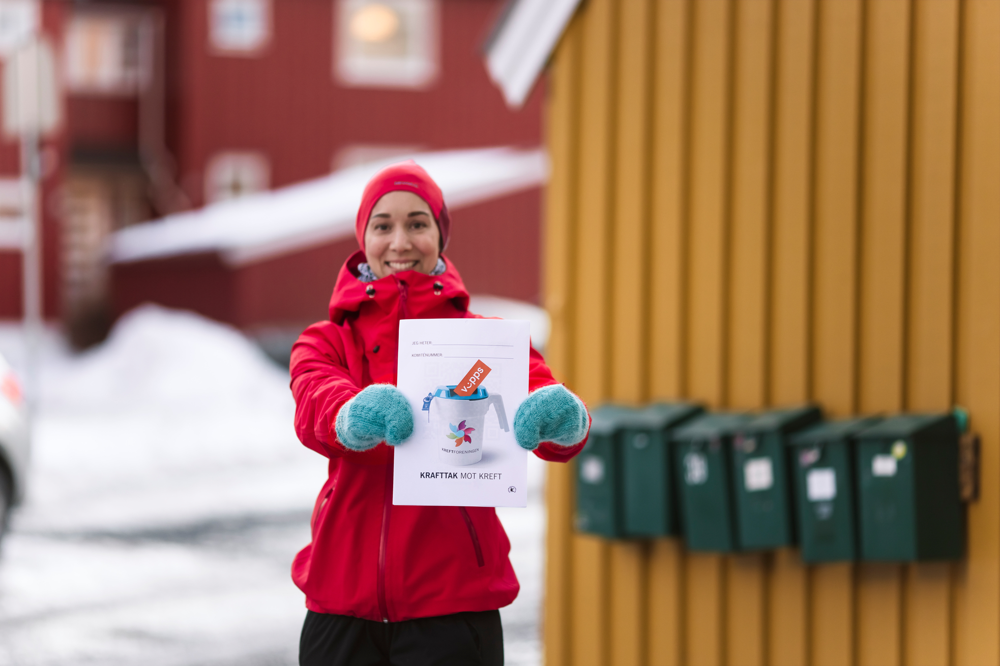 JEG HETER:
KOMITÉNUMMER:
vipps
KREFTFORENINGEN
KRAFTTAK MOT KREFT